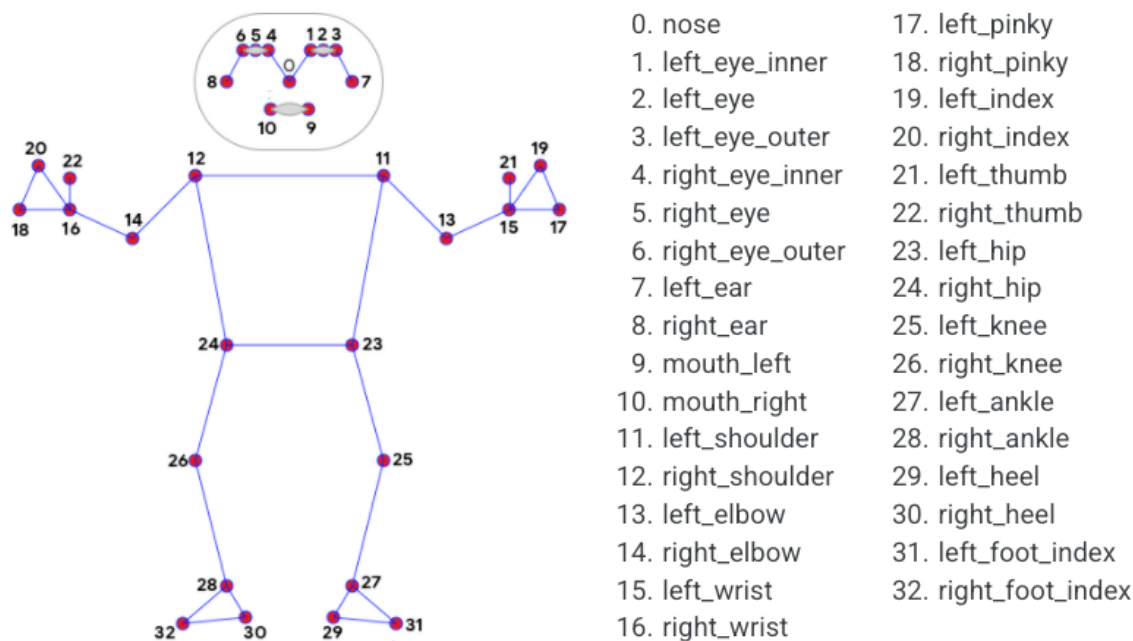 6 5 4 1 2 3
0
8 7
10 9
20 22 12 11 21 19
14 13
18 16 15 17
24 23
26 25
28 27
32 30 29 31
0. nose
1. left_eye_inner
2. left_eye
3. left_eye_outer
4. right_eye_inner
5. right_eye
6. right_eye_outer
7. left_ear
8. right_ear
9. mouth_left
10. mouth_right
11. left_shoulder
12. right_shoulder
13. left_elbow
14. right_elbow
15. left_wrist
16. right_wrist
17. left_pinky
18. right_pinky
19. left_index
20. right_index
21. left_thumb
22. right_thumb
23. left_hip
24. right_hip
25. left_knee
26. right_knee
27. left_ankle
28. right_ankle
29. left_heel
30. right_heel
31. left_foot_index
32. right_foot_index